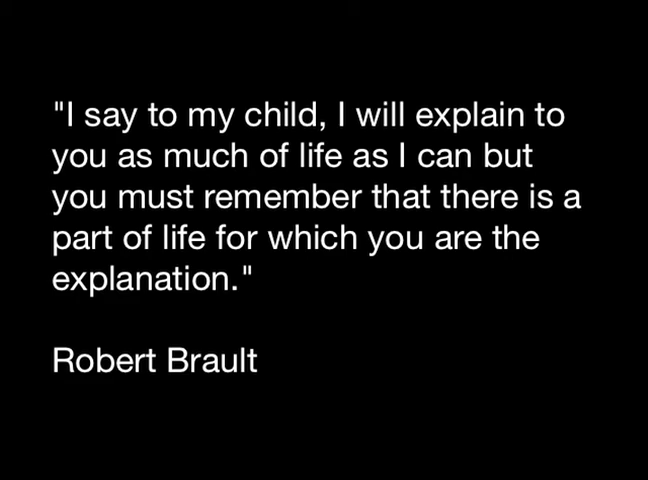 "I say to my child, I will explain to
you as much of life as I can but
you must remember that there is a
part of life for which you are the
explanation."
Robert Brault